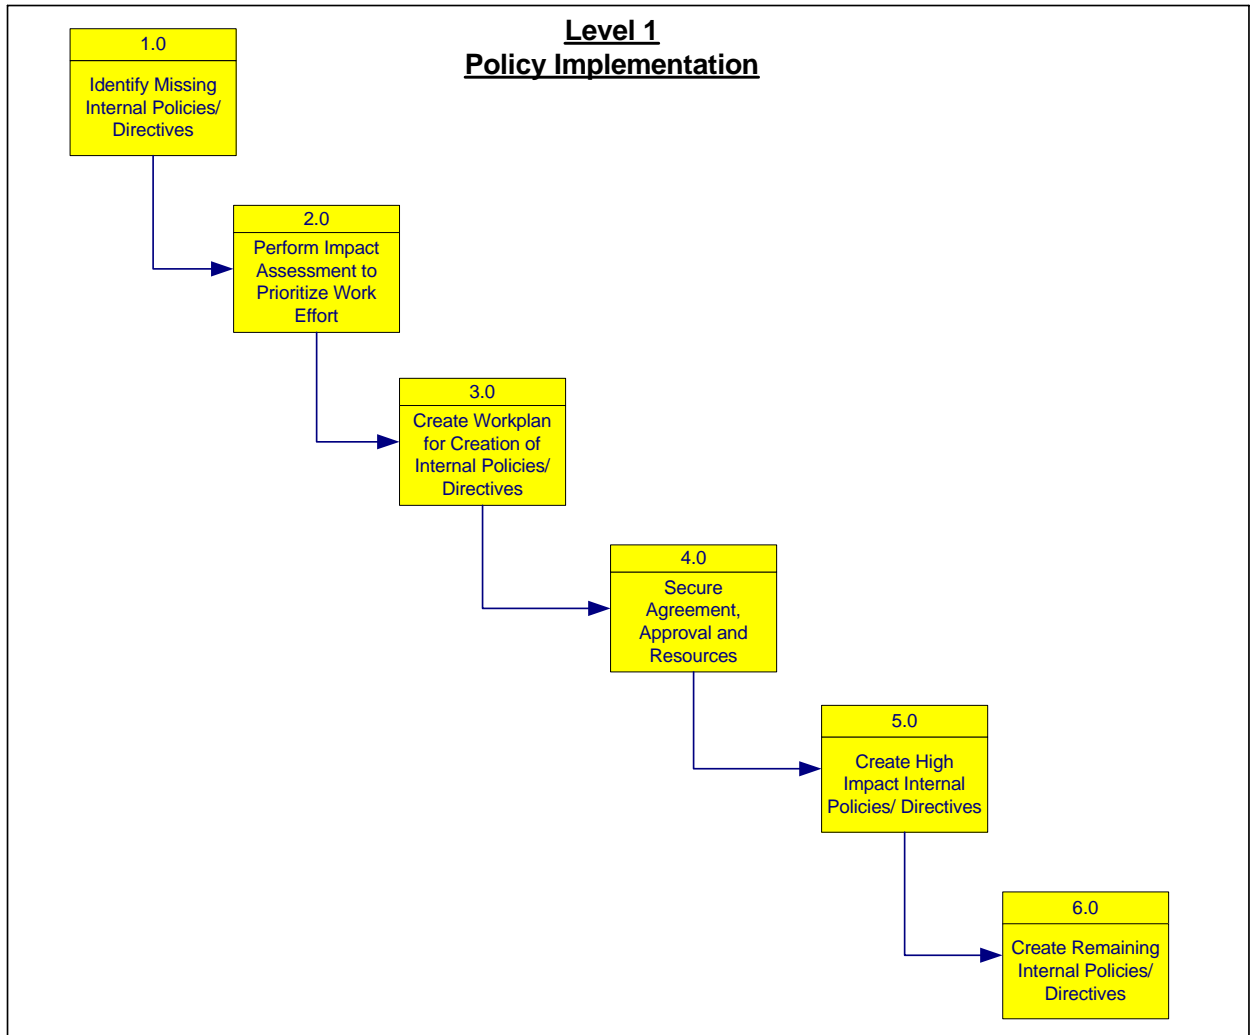 Level 1
Policy Implementation
1.0
Identify Missing
Internal Policies/
Directives
2.0
Perform Impact
Assessment to
Prioritize Work
Effort
3.0
Create Workplan
for Creation of
Internal Policies/
Directives
4.0
Secure
Agreement,
Approval and
Resources
5.0
Create High
Impact Internal
Policies/ Directives
6.0
Create Remaining
Internal Policies/
Directives